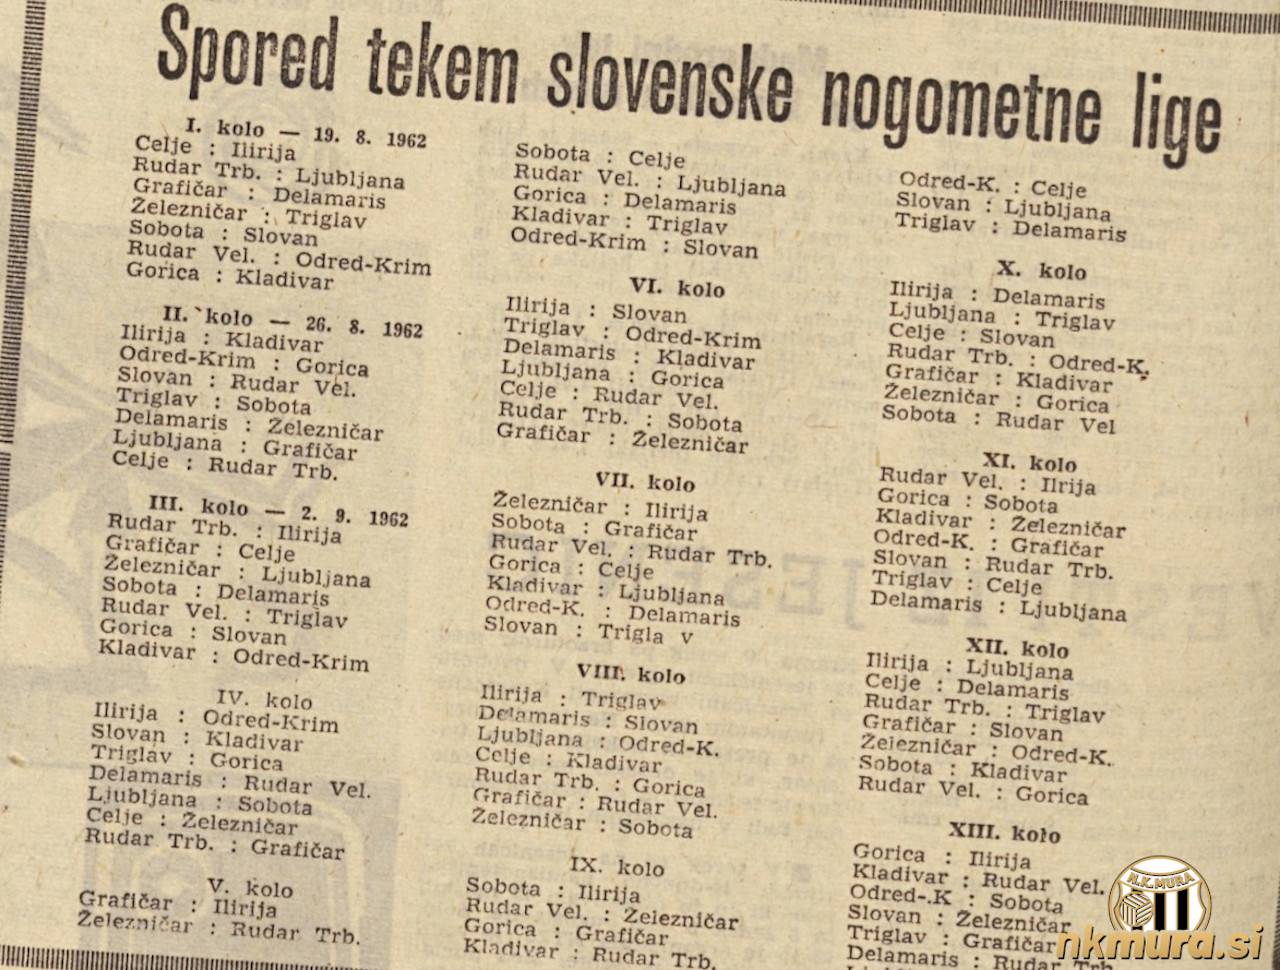 Spored tekem slovenske nogometne lige
I. kolo — 19. 8. 1962
Celje : Ilirija
Rudar Trb. : Ljubljana
Grafičar : Delamaris
Železničar : Triglav
Sobota : Slovan
Rudar Vel. : Odred-Krim
Gorica : Kladivar
II. kolo — 26. 8. 1962
Ilirija : Kladivar
Odred-Krim : Gorica
Slovan : Rudar Vel.
Triglav : Sobota
Delamaris : Železničar
Ljubljana : Grafičar
Celje : Rudar Trb.
III. kolo — 2. 9. 1962
Rudar Trb. : Ilirija
Grafičar : Celje
Železničar : Ljubljana
Sobota : Delamaris
Rudar Vel. : Triglav
Gorica : Slovan
Kladivar : Odred-Krim
IV. kolo
Ilirija : Odred-Krim
Slovan : Kladivar
Triglav : Gorica
Delamaris : Rudar Vel.
Ljubljana : Sobota
Celje : Železničar
Rudar Trb. : Grafičar
V. kolo
Grafičar : Ilirija
Železničar : Rudar Trb.
Sobota : Celje
Rudar Vel. : Ljubljana
Gorica : Delamaris
Kladivar : Triglav
Odred-Krim : Slovan
VI. kolo
Ilirija : Slovan
Triglav : Odred-Krim
Delamaris : Kladivar
Ljubljana : Gorica
Celje : Rudar Vel.
Rudar Trb. : Sobota
Grafičar : Železničar
VII. kolo
Železničar : Ilirija
Sobota : Grafičar
Rudar Vel. : Rudar Trb.
Gorica : Celje
Kladivar : Ljubljana
Odred-K. : Delamaris
Slovan : Trigla v
VIII. kolo
Ilirija : Triglav
Delamaris : Slovan
Ljubljana : Odred-K.
Celje : Kladivar
Rudar Trb. : Gorica
Grafičar : Rudar Vel.
Železničar : Sobota
IX. kolo
Sobota : Ilirija
Rudar Vel. : Železničar
Gorica : Grafičar
Kladivar : Rudar Trb.
Odred-K. : Celje
Slovan : Ljubljana
Triglav : Delamaris
X. kolo
Ilirija : Delamaris
Ljubljana : Triglav
Celje : Slovan
Rudar Trb. : Odred-K.
Grafičar : Kladivar
Železničar : Gorica
Sobota : Rudar Vel
XI. kolo
Rudar Vel. : Ilrija
Gorica : Sobota
Kladivar : Železničar
Odred-K. : Grafičar
Slovan : Rudar Trb.
Triglav : Celje
Delamaris : Ljubljana
XII. kolo
Ilirija : Ljubljana
Celje : Delamaris
Rudar Trb. : Triglav
Grafičar : Slovan
Železničar : Odred-K.
Sobota : Kladivar
Rudar Vel. : Gorica
XIII. kolo
Gorica : Ilirija
Kladivar : Rudar Vel.
Odred-.K : Sobota
Slovan : Železničar
Triglav : Grafičar
Delamaris : Rudar Trb
N.K.MURA
nkmura.si